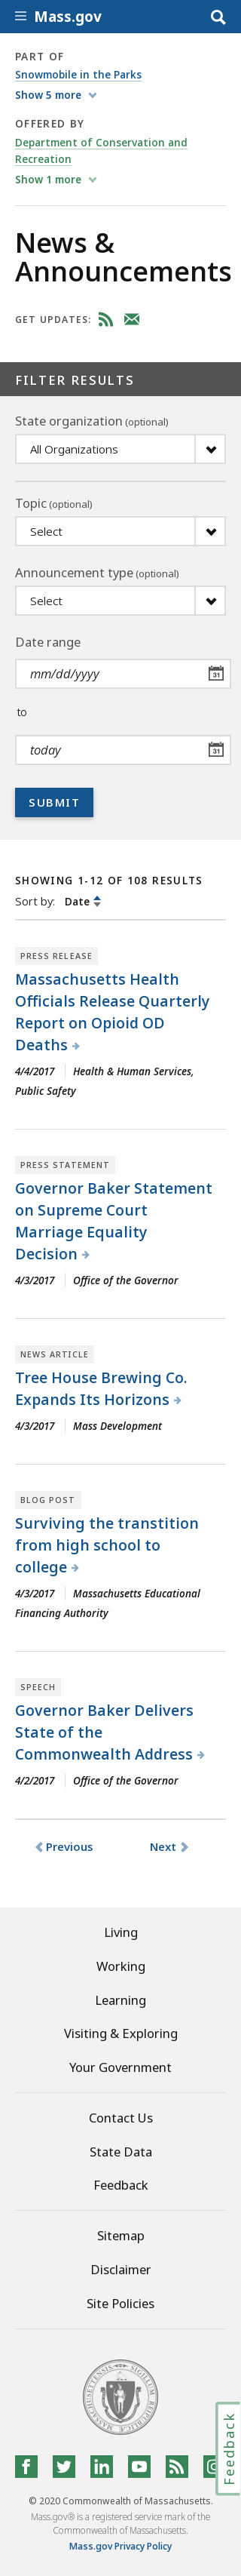 Mass.gov
PART OF
Snowmobile in the Parks
Show 5 more
OFFERED BY
Department of Conservation and
Recreation
Show 1 more
News &
Announcements
GET UPDATES:
FILTER RESULTS
State organization (optional)
All Organizations
Topic (optional)
Select
Announcement type (optional)
Select
Date range
mm/dd/yyyy
31
to
today
31
SUBMIT
SHOWING 1-12 OF 108 RESULTS
Sort by: Date
PRESS RELEASE
Massachusetts Health
Officials Release Quarterly
Report on Opioid OD
Deaths
4/4/2017 Health & Human Services,
Public Safety
PRESS STATEMENT
Governor Baker Statement
on Supreme Court
Marriage Equality
Decision
4/3/2017 Office of the Governor
NEWS ARTICLE
Tree House Brewing Co.
Expands Its Horizons
4/3/2017 Mass Development
BLOG POST
Surviving the transtition
from high school to
college
4/3/2017 Massachusetts Educational
Financing Authority
SPEECH
Governor Baker Delivers
State of the
Commonwealth Address
4/2/2017 Office of the Governor
Previous Next
Living
Working
Learning
Visiting & Exploring
Your Government
Contact Us
State Data
Feedback
Sitemap
Disclaimer
Site Policies
Feedback
© 2020 Commonwealth of Massachusetts.
Mass.gov® is a registered service mark of the
Commonwealth of Massachusetts.
Mass.gov Privacy Policy